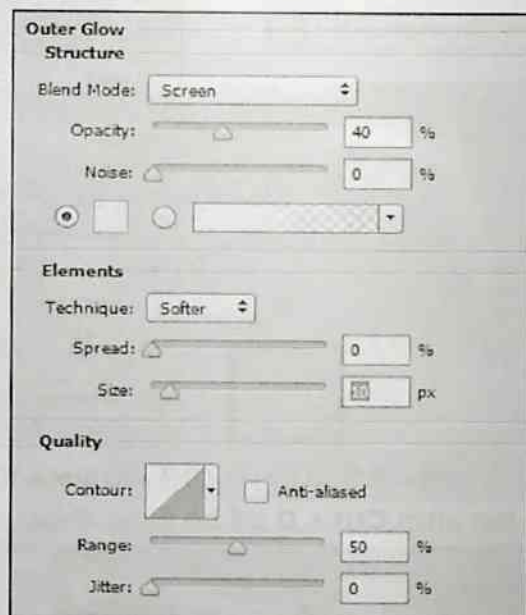 Outer Glow
Structure
Blend Mode: Screen
Opacity: 40 %
Noise: 0 %
Elements
Technique: Softer
Spread: 0 %
Size: px
Quality
Contour: Anti-aliased
Range: 50 %
Jitter: 0 %